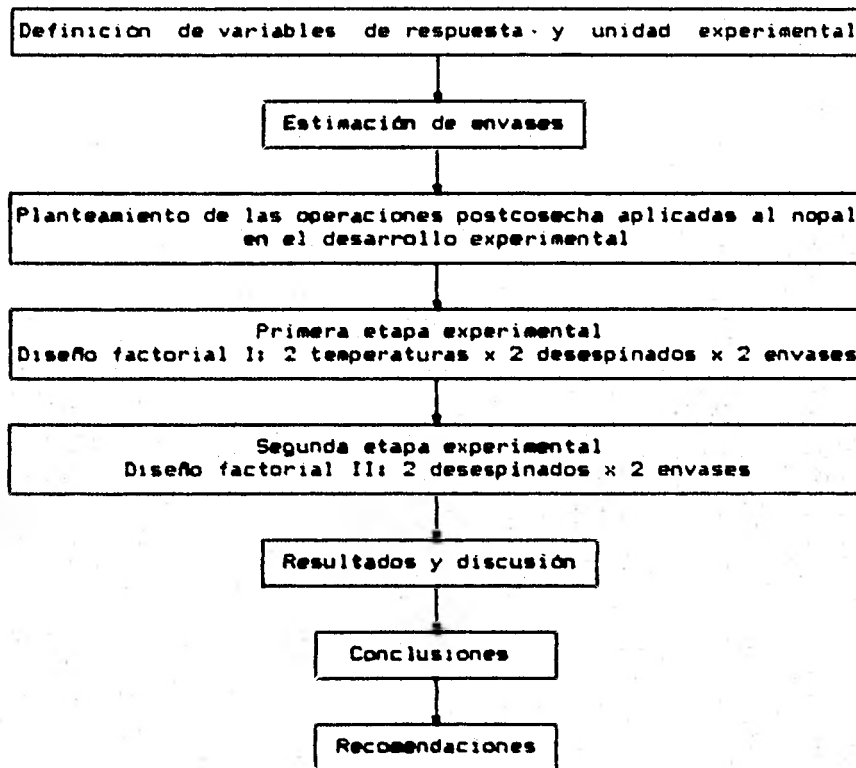 Definición de variables de respuesta y unidad experimental
Estimación de envases
Planteamiento de las operaciones postcosecha aplicadas al nopal
en el desarrollo experimental
Primera etapa experimental
Diseño factorial I: 2 temperaturas x 2 desespinados x 2 envases
Segunda etapa experimental
Diseño factorial II: 2 desespinados x 2 envases
Resultados y discusión
Conclusiones
Recomendaciones